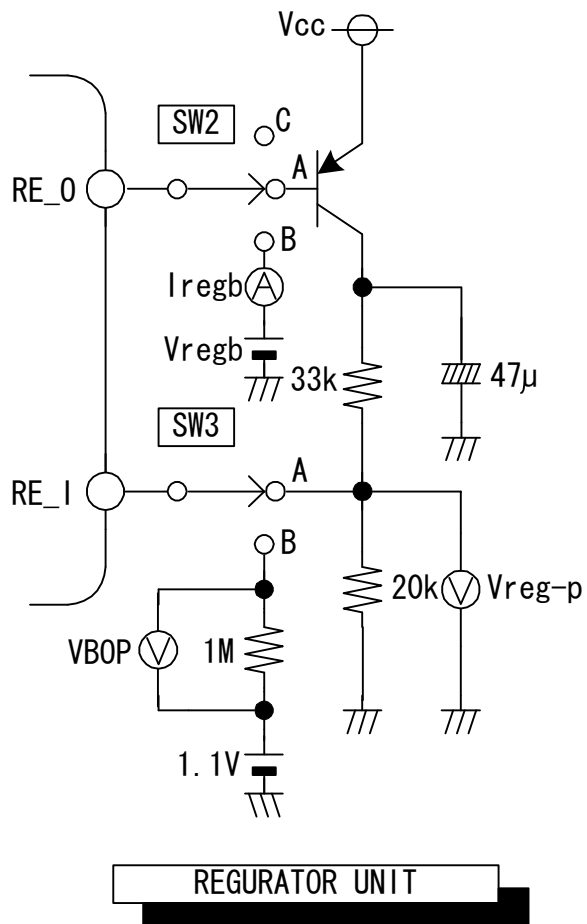 Vcc
SW2
C
A
RE_O
B
Iregb
A
Vregb
33k
47μ
SW3
A
RE_I
B
20k
V
Vreg-p
VBOP
V
1M
1.1V
REGURATOR UNIT